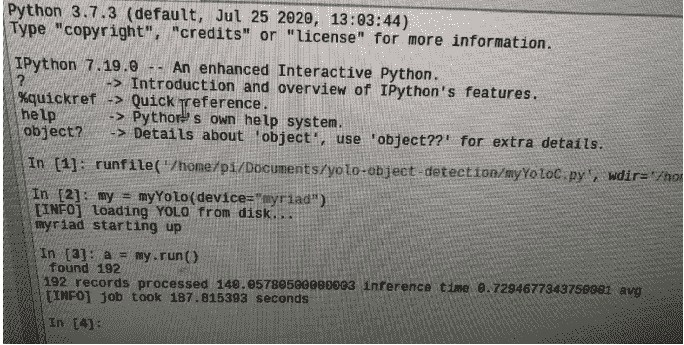 Python 3.7.3 (default, Jul 25 2020, 13:03:44)
Type "copyright", "credits" or "license" for more information.
IPython 7.19.0 -- An enhanced Interactive Python.
? -> Introduction and overview of IPython's features.
%quickref -> Quick reference.
help -> Python's own help system.
object? -> Details about 'object', use 'object??' for extra details.
In [1]: runfile('/home/pi/Documents/yolo-object-detection/myYoloC.py', wdir='/hom
In [2]: my = myYolo(device="myriad")
[INFO] loading YOLO from disk...
myriad starting up
In [3]: a = my.run()
found 192
192 records processed 140.05780500000003 inference time 0.7294677343750001 avg
[INFO] job took 187.815393 seconds
In [4]: